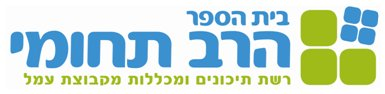 בית הספר
הרב תחומי
רשת תיכונים ומכללות מקבוצת עמל